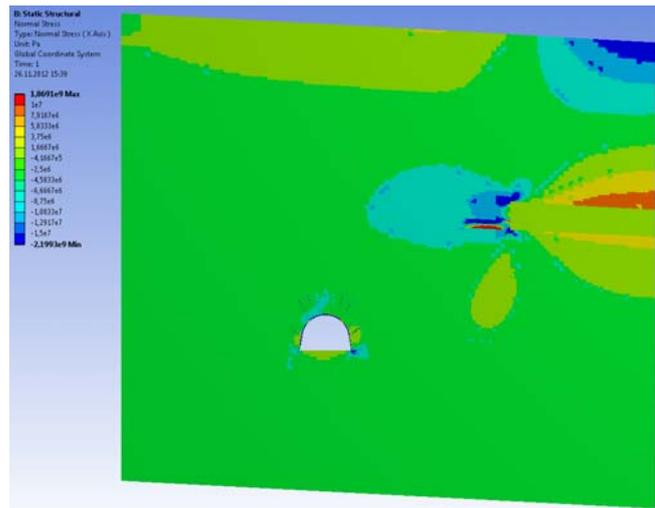 B: Static Structural
Normal Stress
Type: Normal Stress ( X Axis )
Unit: Pa
Global Coordinate System
Time: 1
26.11.2012 15:39
1,8691e9 Max
1e7
7,9167e6
5,8333e6
3,75e6
1,6667e6
-4,1667e5
-2,5e6
-4,5833e6
-6,6667e6
-8,75e6
-1,0833e7
-1,2917e7
-1,5e7
-2,1993e9 Min